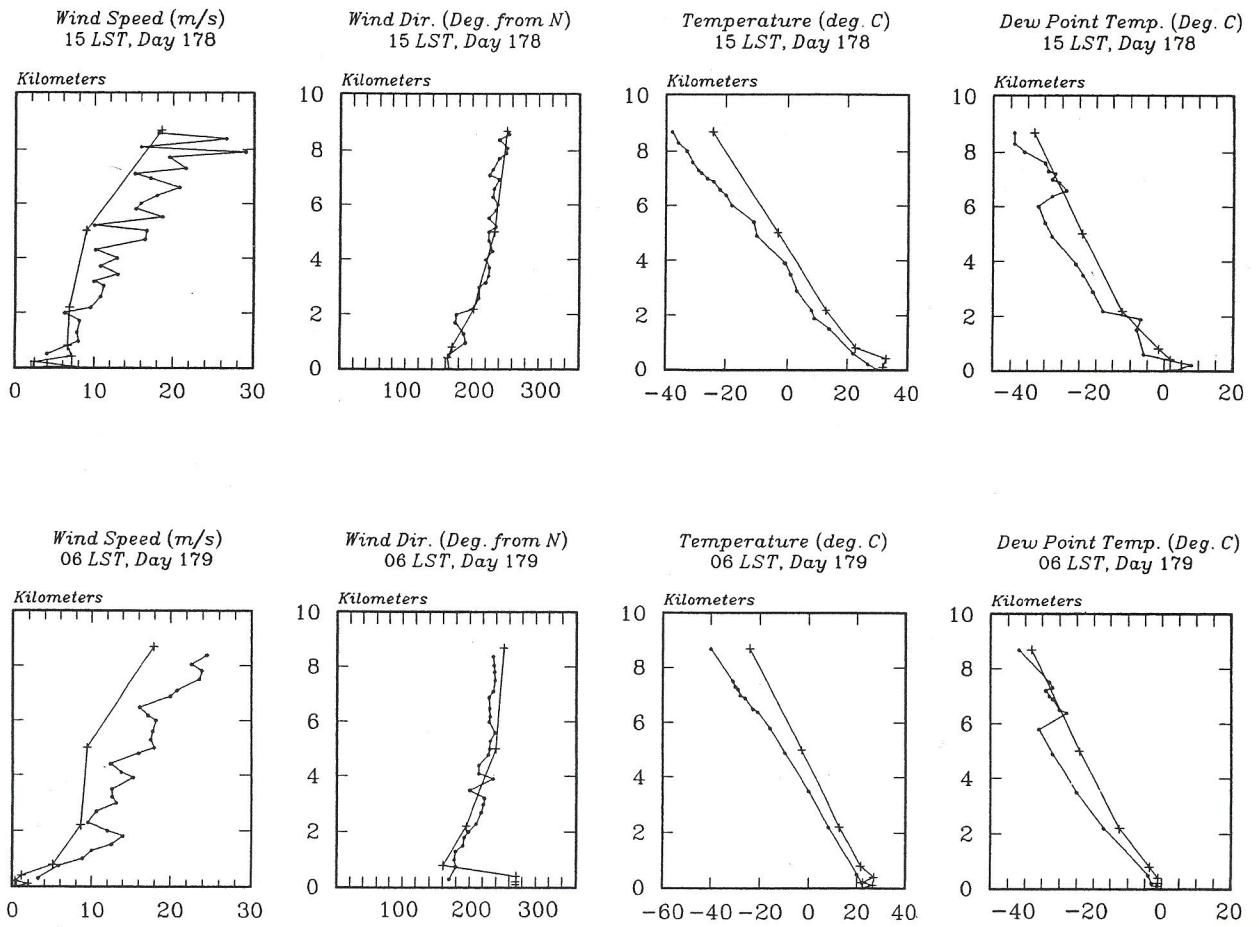 Wind Speed (m/s)
15 LST, Day 178
Wind Dir. (Deg. from N)
15 LST, Day 178
Temperature (deg. C)
15 LST, Day 178
Dew Point Temp. (Deg. C)
15 LST, Day 178
Kilometers
Kilometers
Kilometers
Kilometers
10
8
6
4
2
0
10
8
6
4
2
0
10
8
6
4
2
0
0 10 20 30
100 200 300
-40 -20 0 20 40
-40 -20 0 20
Wind Speed (m/s)
06 LST, Day 179
Wind Dir. (Deg. from N)
06 LST, Day 179
Temperature (deg. C)
06 LST, Day 179
Dew Point Temp. (Deg. C)
06 LST, Day 179
Kilometers
Kilometers
Kilometers
Kilometers
10
8
6
4
2
0
10
8
6
4
2
0
10
8
6
4
2
0
0 10 20 30
100 200 300
-60 -40 -20 0 20 40
-40 -20 0 20